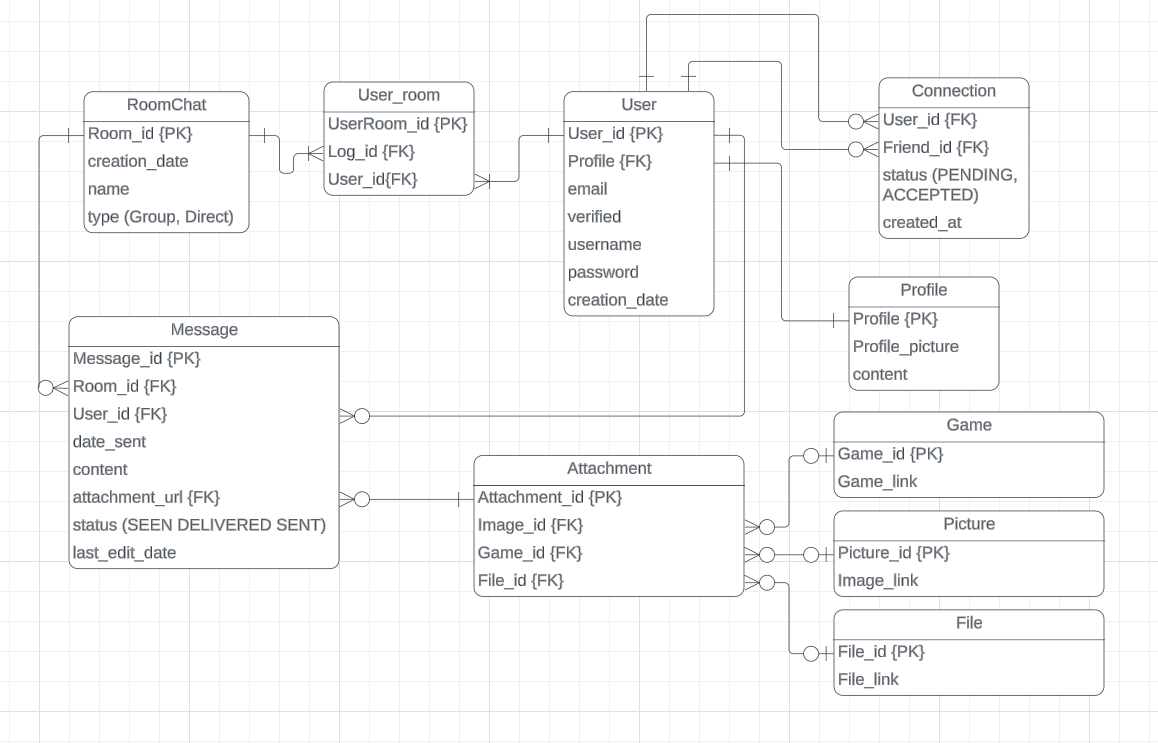 RoomChat
Room_id {PK}
creation_date
name
type (Group, Direct)
User_room
UserRoom_id {PK}
Log_id {FK}
User_id{FK}
User
User_id {PK}
Profile {FK}
email
verified
username
password
creation_date
Connection
User_id {FK}
Friend_id {FK}
status (PENDING,
ACCEPTED)
created_at
Profile
Profile {PK}
Profile_picture
content
Message
Message_id {PK}
Room_id {FK}
User_id {FK}
date_sent
content
attachment_url {FK}
status (SEEN DELIVERED SENT)
last_edit_date
Attachment
Attachment_id {PK}
Image_id {FK}
Game_id {FK}
File_id {FK}
Game
Game_id {PK}
Game_link
Picture
Picture_id {PK}
Image_link
File
File_id {PK}
File_link